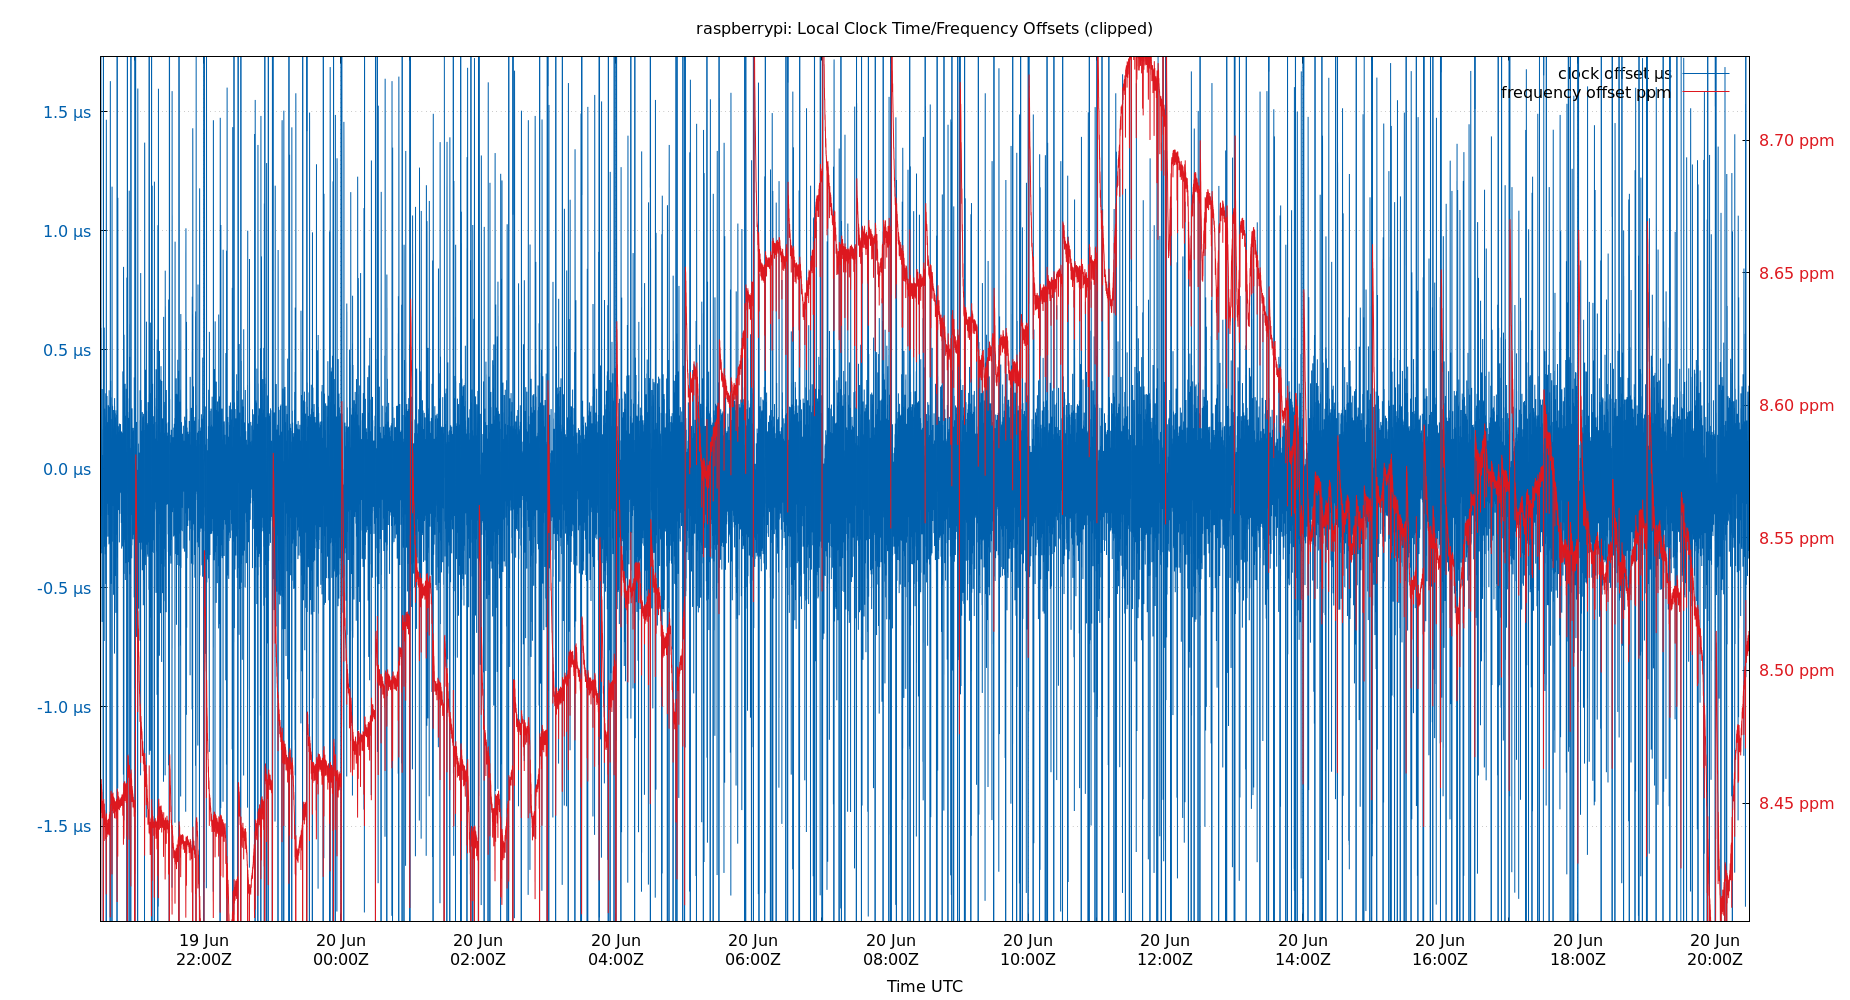 raspberrypi: Local Clock Time/Frequency Offsets (clipped)
clock offset µs
frequency offset ppm
1.5 µs
1.0 µs
0.5 µs
0.0 µs
-0.5 µs
-1.0 µs
-1.5 µs
8.70 ppm
8.65 ppm
8.60 ppm
8.55 ppm
8.50 ppm
8.45 ppm
19 Jun 20 Jun 20 Jun 20 Jun 20 Jun 20 Jun 20 Jun 20 Jun 20 Jun 20 Jun 20 Jun 20 Jun
22:00Z 00:00Z 02:00Z 04:00Z 06:00Z 08:00Z 10:00Z 12:00Z 14:00Z 16:00Z 18:00Z 20:00Z
Time UTC